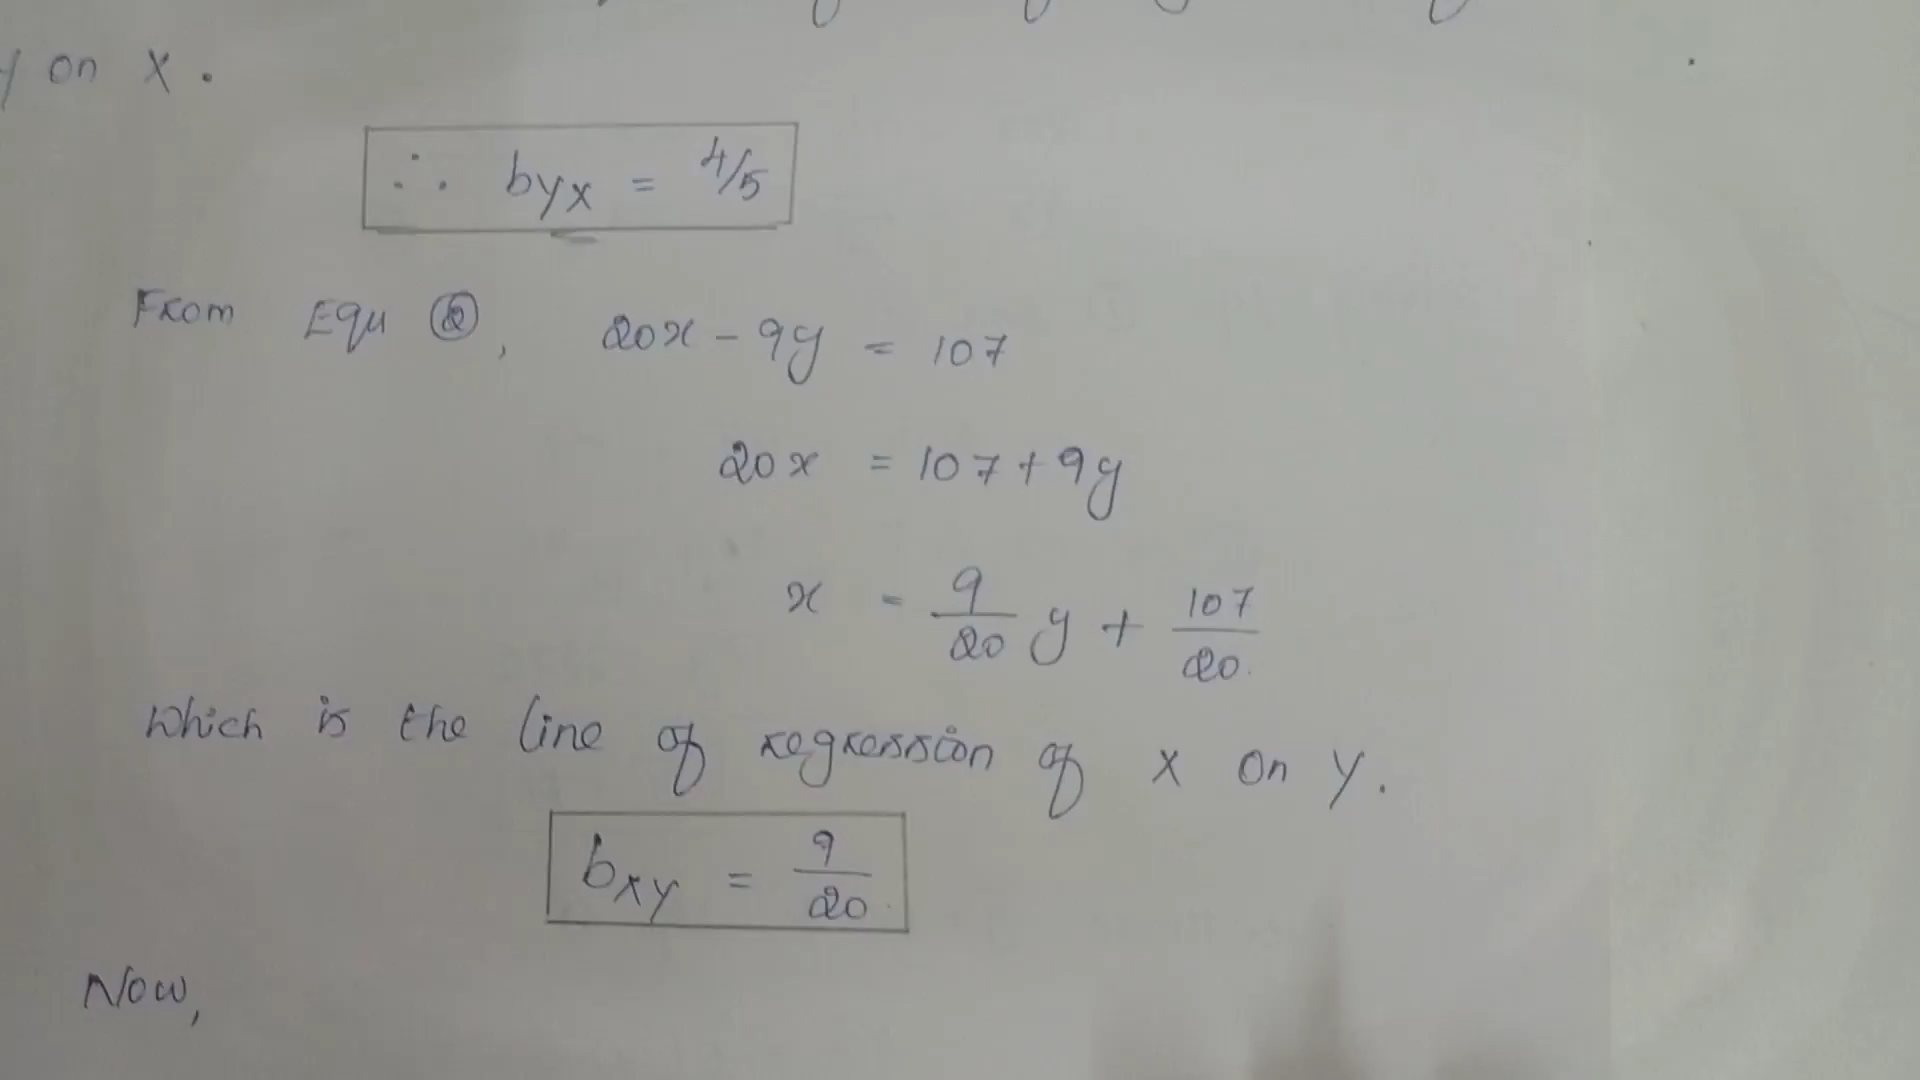 on X.
∴ byx = 4/5
From Equ ②, 20x - 9y = 107
20x = 107 + 9y
x = 9/20 y + 107/20
Which is the line of regression of X on Y.
bxy = 9/20
Now,